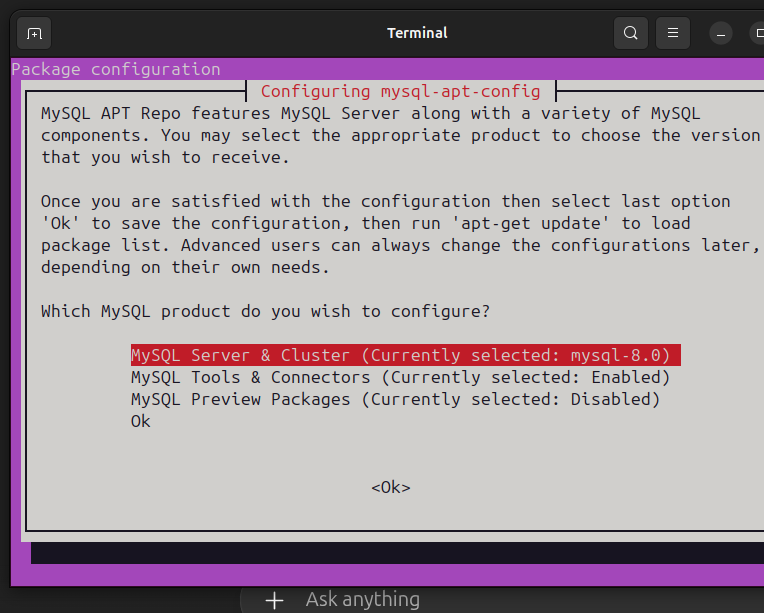 Terminal
Package configuration
Configuring mysql-apt-config
MySQL APT Repo features MySQL Server along with a variety of MySQL
components. You may select the appropriate product to choose the version
that you wish to receive.
Once you are satisfied with the configuration then select last option
'Ok' to save the configuration, then run 'apt-get update' to load
package list. Advanced users can always change the configurations later,
depending on their own needs.
Which MySQL product do you wish to configure?
MySQL Server & Cluster (Currently selected: mysql-8.0)
MySQL Tools & Connectors (Currently selected: Enabled)
MySQL Preview Packages (Currently selected: Disabled)
Ok
<Ok>
Ask anything